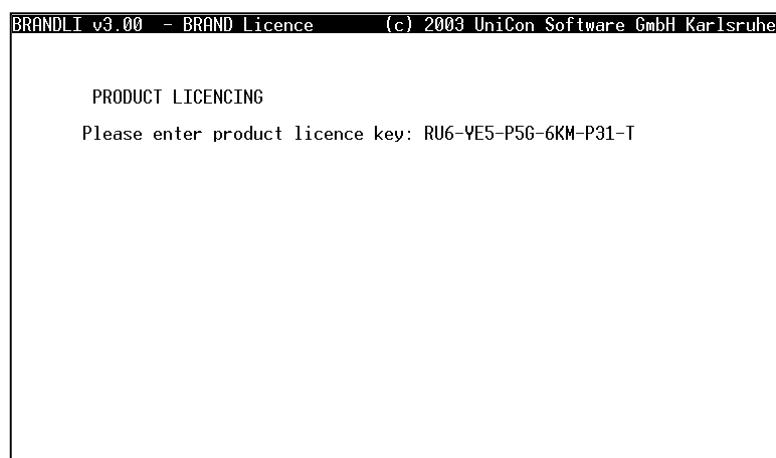 BRANDLI v3.00 - BRAND Licence (c) 2003 UniCon Software GmbH Karlsruhe
PRODUCT LICENCING
Please enter product licence key: RU6-YE5-P5G-6KM-P31-T